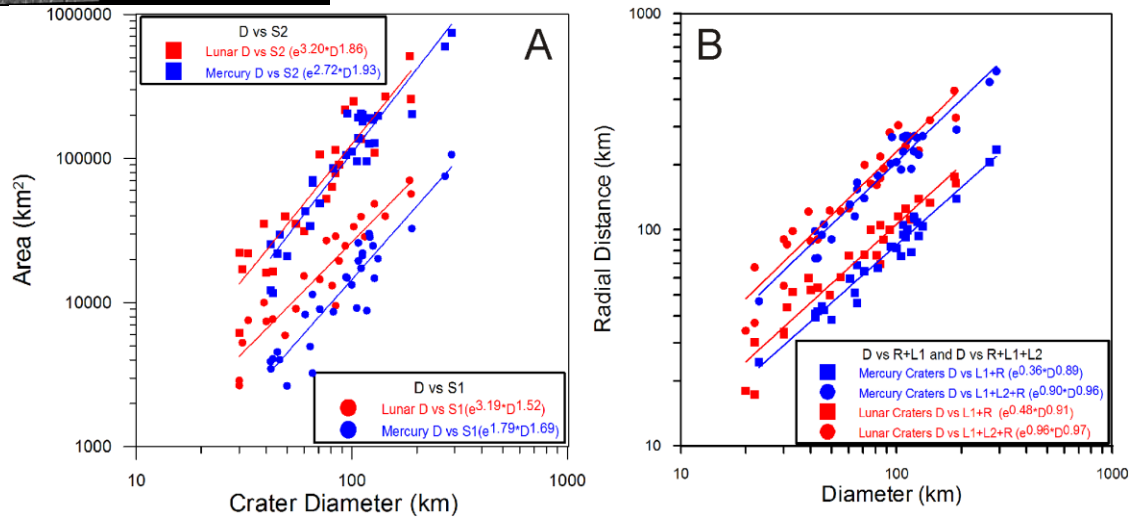 A
D vs S2
Lunar D vs S2 (e3.20*D1.86)
Mercury D vs S2 (e2.72*D1.93)
D vs S1
Lunar D vs S1(e3.19*D1.52)
Mercury D vs S1(e1.79*D1.69)
1000000
100000
10000
1000
Area (km2)
10
100
1000
Crater Diameter (km)
B
1000
100
10
Radial Distance (km)
D vs R+L1 and D vs R+L1+L2
Mercury Craters D vs L1+R (e0.36*D0.89)
Mercury Craters D vs L1+L2+R (e0.90*D0.96)
Lunar Craters D vs L1+R (e0.48*D0.91)
Lunar Craters D vs L1+L2+R (e0.96*D0.97)
10
100
1000
Diameter (km)